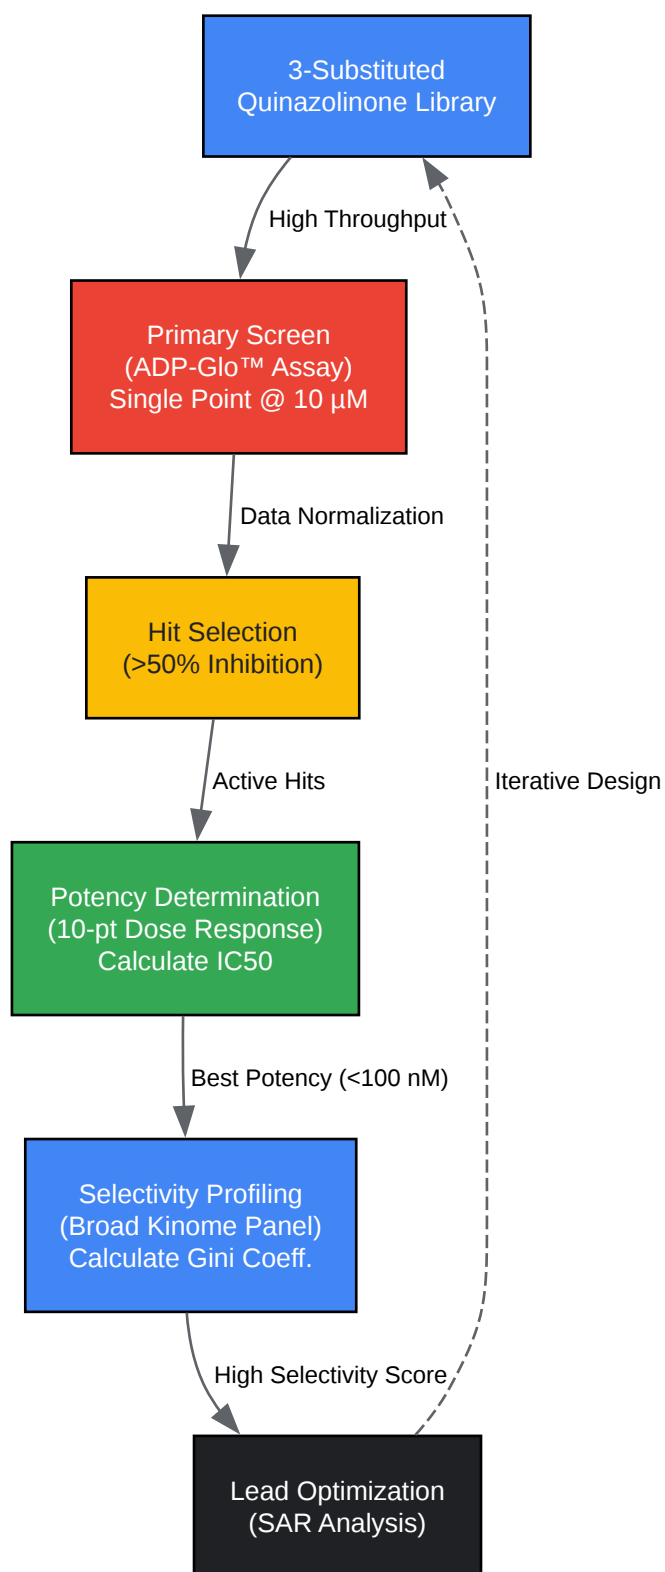 3-Substituted
Quinazolinone Library
High Throughput
Primary Screen
(ADP-Glo™ Assay)
Single Point @ 10 µM
Data Normalization
Hit Selection
(>50% Inhibition)
Active Hits
Iterative Design
Potency Determination
(10-pt Dose Response)
Calculate IC50
Best Potency (<100 nM)
Selectivity Profiling
(Broad Kinome Panel)
Calculate Gini Coeff.
High Selectivity Score
Lead Optimization
(SAR Analysis)